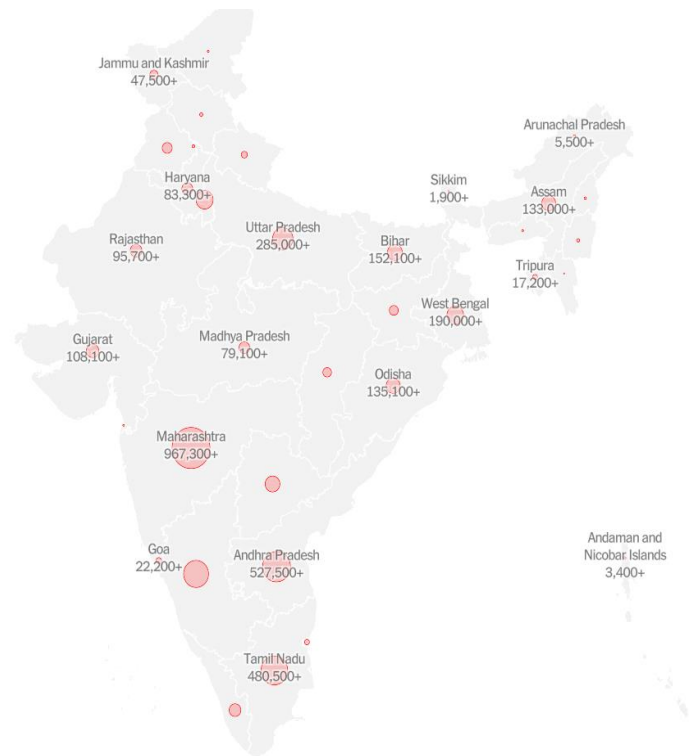 Jammu and Kashmir
47,500+
Arunachal Pradesh
5,500+
Haryana
83,300+
Sikkim
1,900+
Assam
133,000+
Rajasthan
95,700+
Uttar Pradesh
285,000+
Bihar
152,100+
Tripura
17,200+
West Bengal
190,000+
Gujarat
108,100+
Madhya Pradesh
79,100+
Odisha
135,100+
Maharashtra
967,300+
Goa
22,200+
Andhra Pradesh
527,500+
Andaman and
Nicobar Islands
3,400+
Tamil Nadu
480,500+